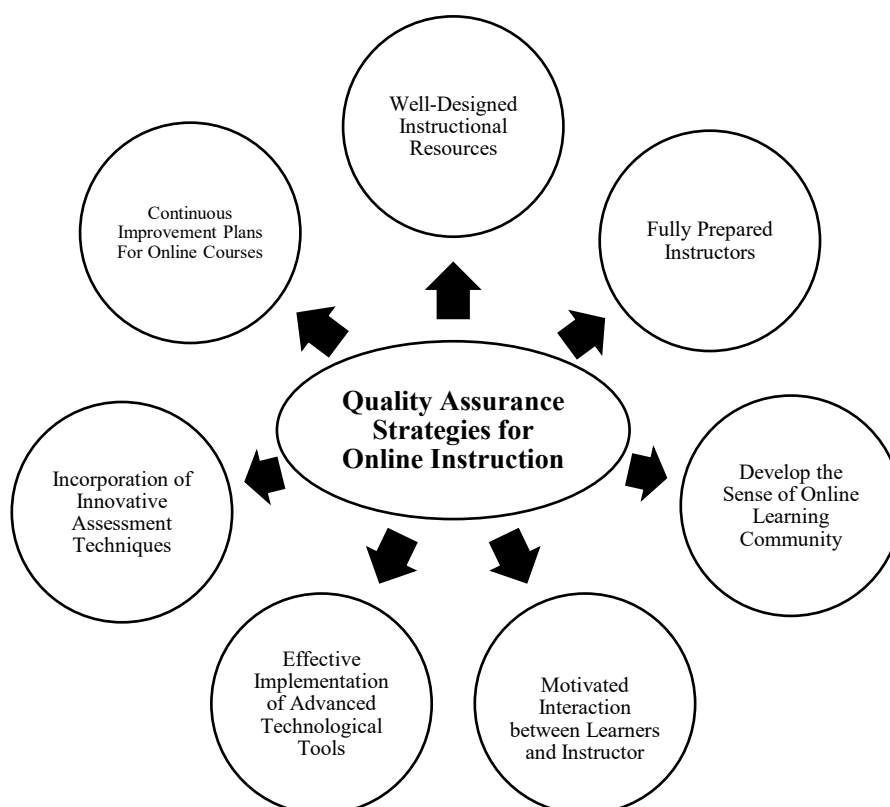 Well-Designed
Instructional
Resources
Fully Prepared
Instructors
Develop the
Sense of Online
Learning
Community
Motivated
Interaction
between Learners
and Instructor
Effective
Implementation
of Advanced
Technological
Tools
Incorporation of
Innovative
Assessment
Techniques
Continuous
Improvement Plans
For Online Courses
Quality Assurance
Strategies for
Online Instruction